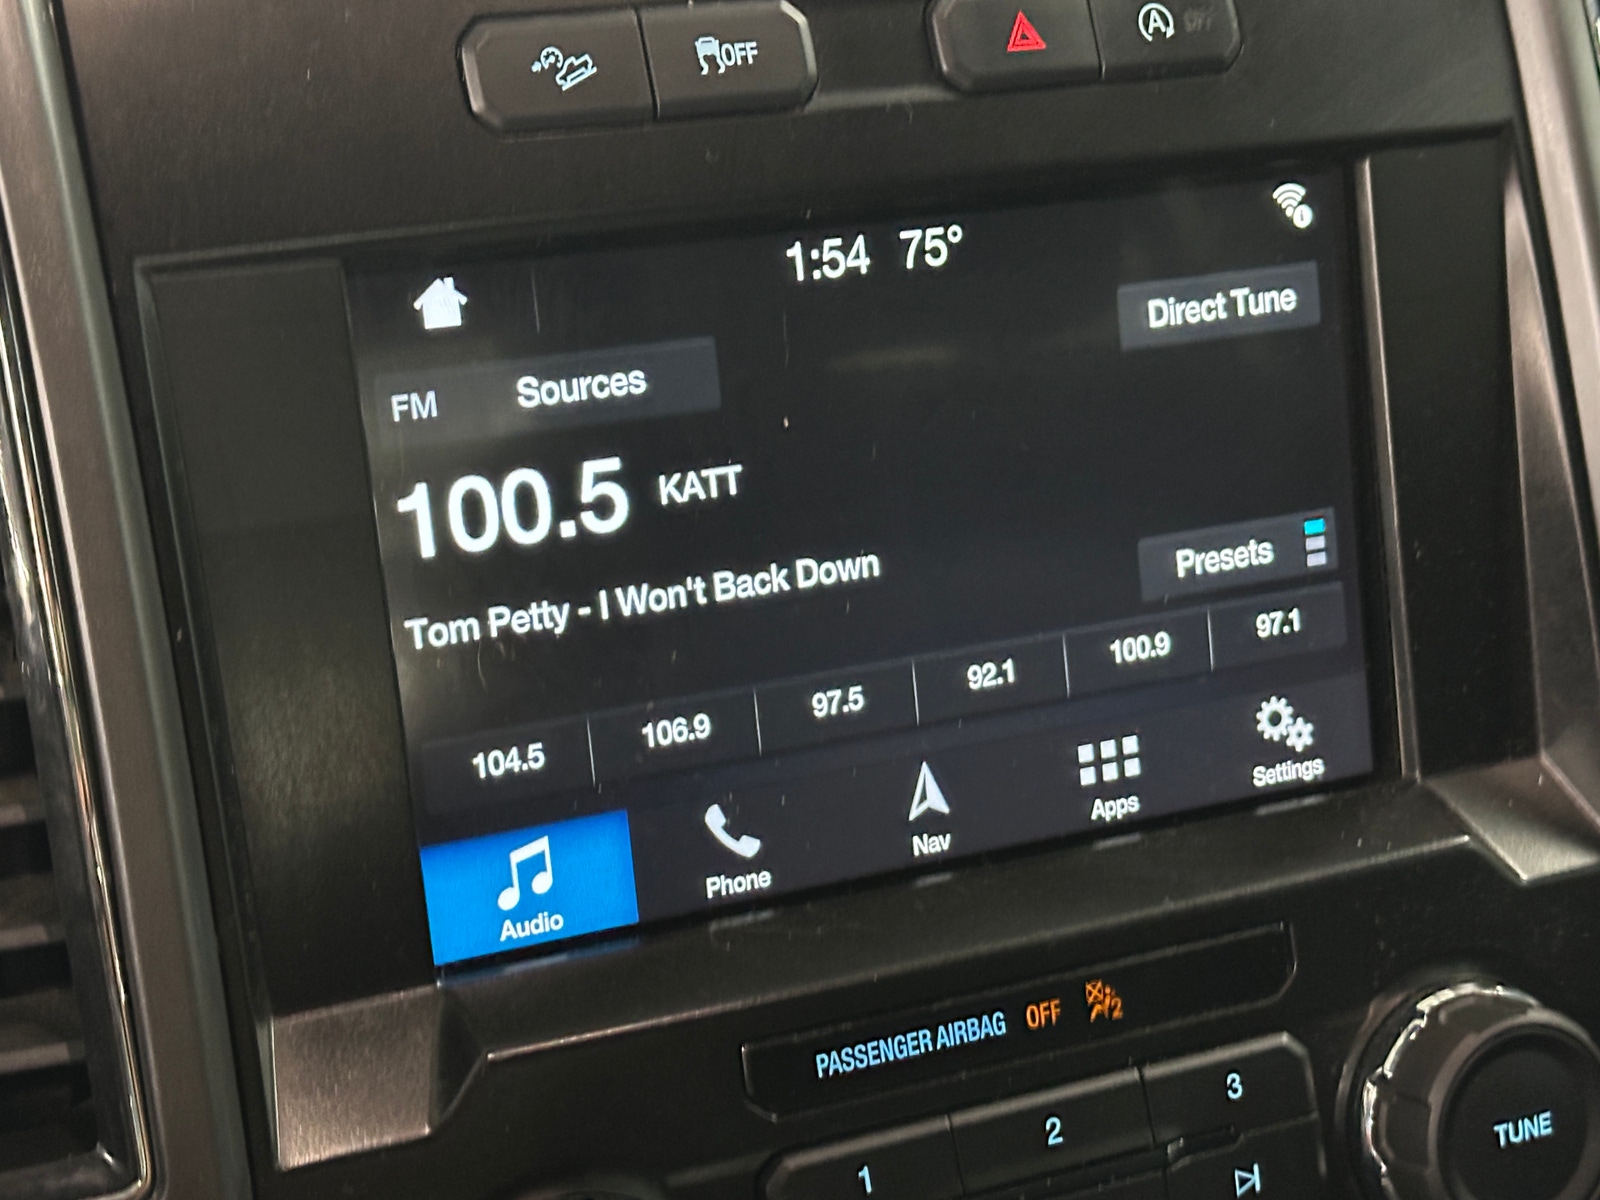 OFF
A OFF
1:54 75°
Direct Tune
FM Sources
100.5 KATT
Presets
Tom Petty - I Won't Back Down
104.5 106.9 97.5 92.1 100.9 97.1
Audio Phone Nav Apps Settings
PASSENGER AIRBAG OFF 2
1 2 3
TUNE